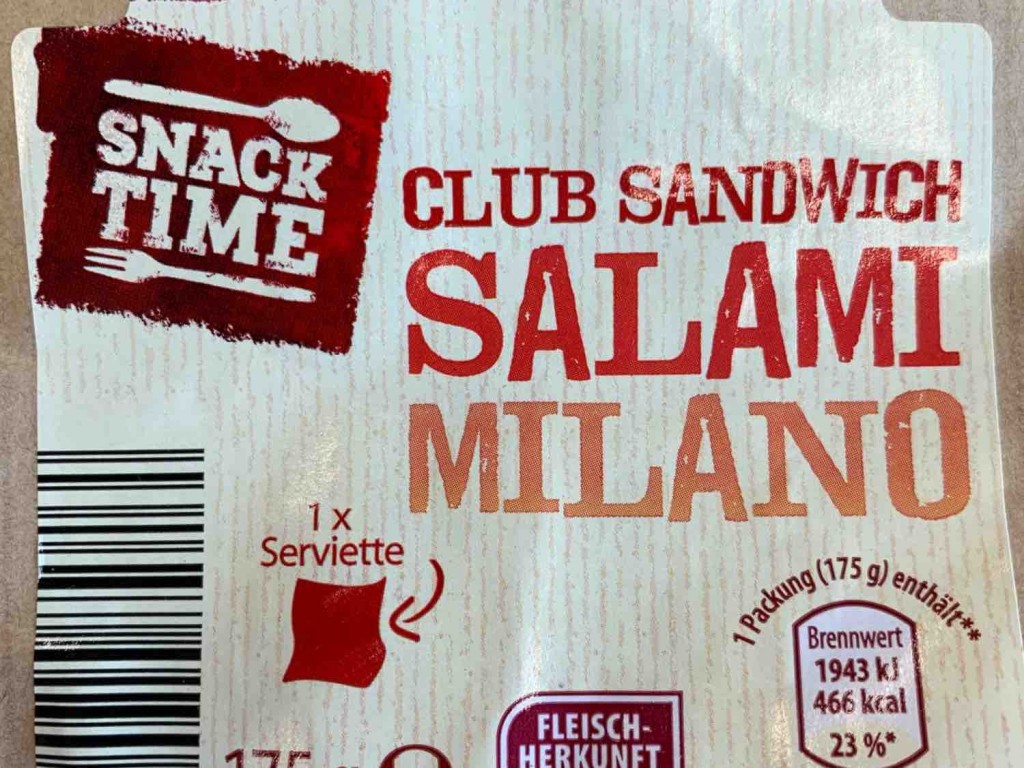 SNACK
TIME
CLUB SANDWICH
SALAMI
MILANO
1 x
Serviette
1 Packung (175 g) enthält**
Brennwert
1943 kJ
466 kcal
23 %*
FLEISCH-
HERKUNFT
175 g